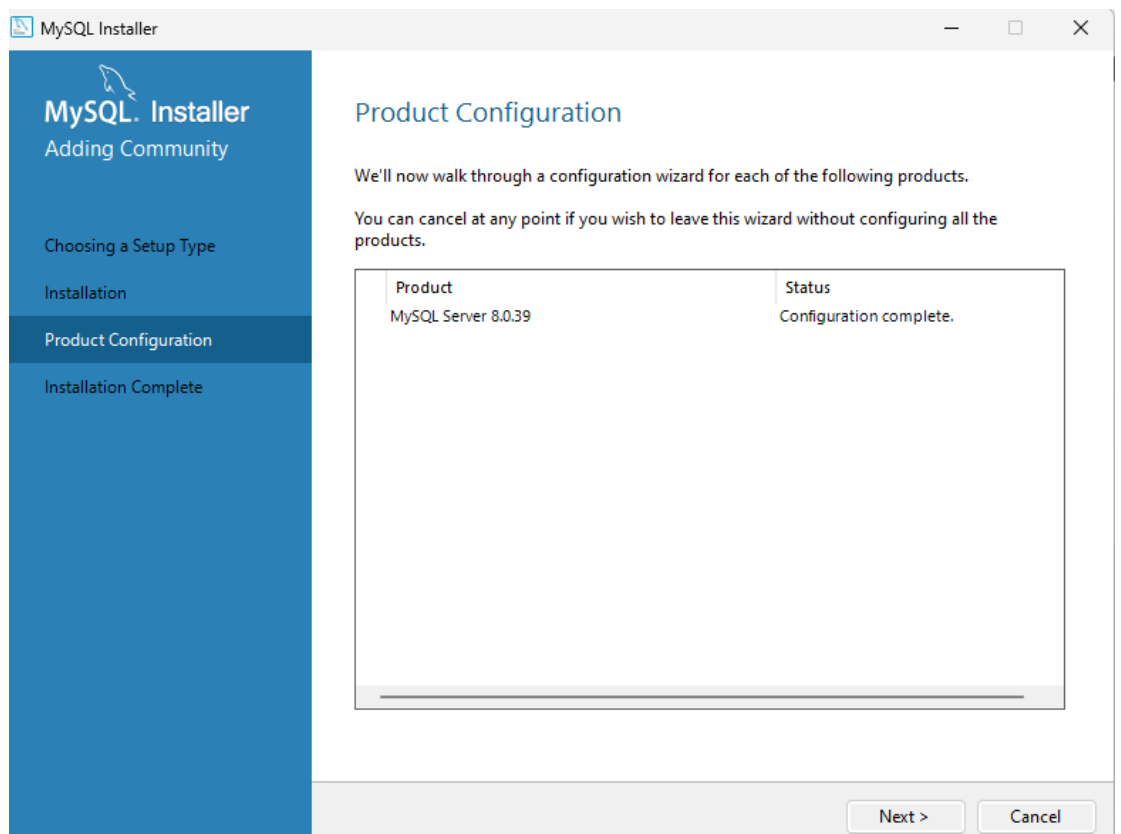 MySQL Installer
MySQL. Installer
Adding Community
Choosing a Setup Type
Installation
Product Configuration
Installation Complete
Product Configuration
We'll now walk through a configuration wizard for each of the following products.
You can cancel at any point if you wish to leave this wizard without configuring all the
products.
Product Status
MySQL Server 8.0.39 Configuration complete.
Next > Cancel